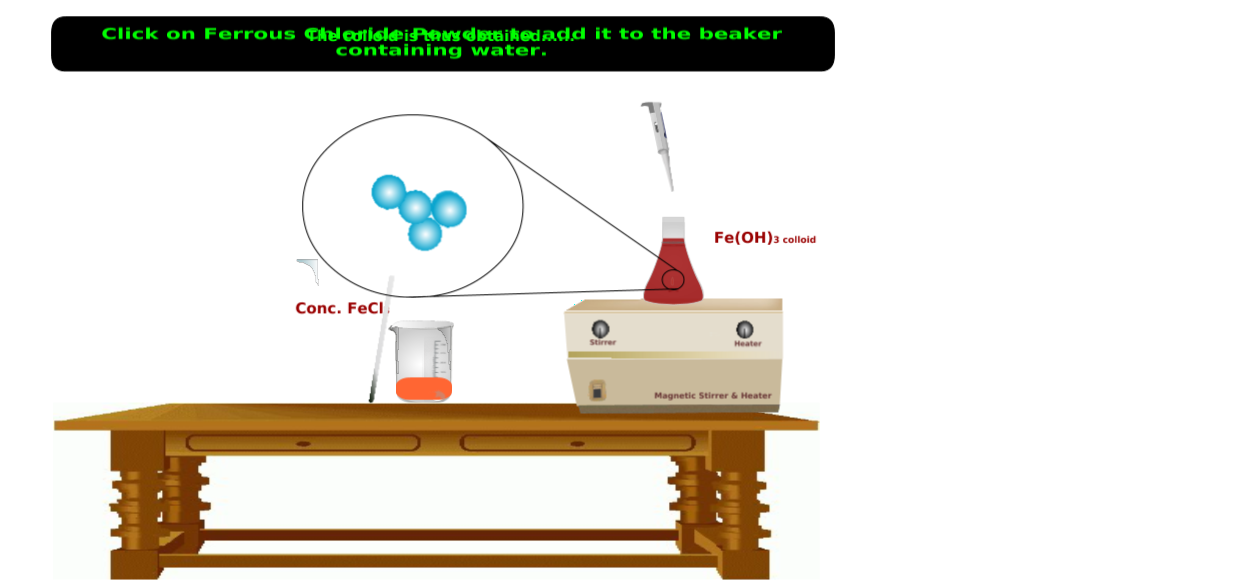 Click on Ferrous Chloride Powder to add it to the beaker
containing water.
The colloid is thus obtained.....
Fe(OH)3 colloid
Conc. FeCl
Stirrer
Heater
Magnetic Stirrer & Heater